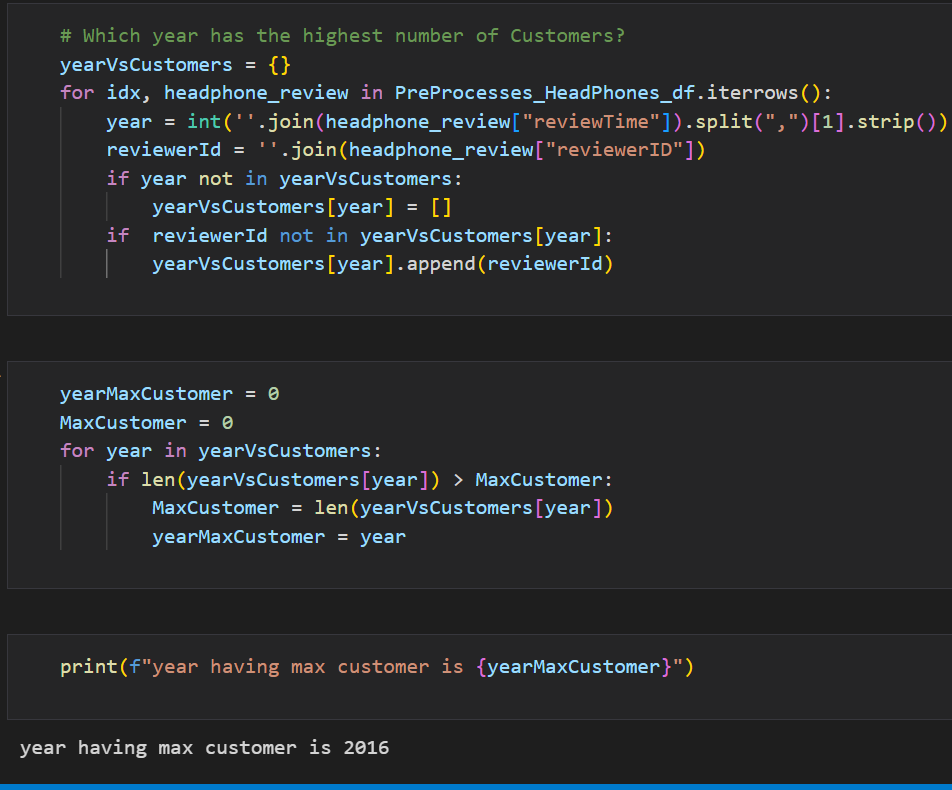 # Which year has the highest number of Customers?
yearVsCustomers = {}
for idx, headphone_review in PreProcesses_HeadPhones_df.iterrows():
    year = int(''.join(headphone_review["reviewTime"]).split(",")[1].strip())
    reviewerId = ''.join(headphone_review["reviewerID"])
    if year not in yearVsCustomers:
        yearVsCustomers[year] = []
    if  reviewerId not in yearVsCustomers[year]:
        yearVsCustomers[year].append(reviewerId)
yearMaxCustomer = 0
MaxCustomer = 0
for year in yearVsCustomers:
    if len(yearVsCustomers[year]) > MaxCustomer:
        MaxCustomer = len(yearVsCustomers[year])
        yearMaxCustomer = year
print(f"year having max customer is {yearMaxCustomer}")
year having max customer is 2016